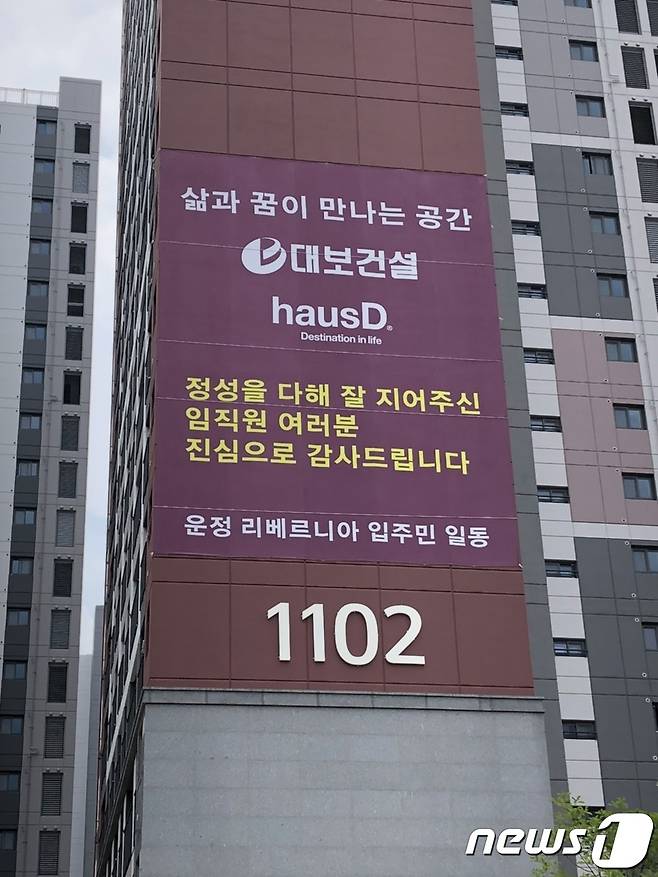 삶과 꿈이 만나는 공간
대보건설
hausD®
Destination in life
정성을 다해 잘 지어주신
임직원 여러분
진심으로 감사드립니다
운정 리베르니아 입주민 일동
1102
news1